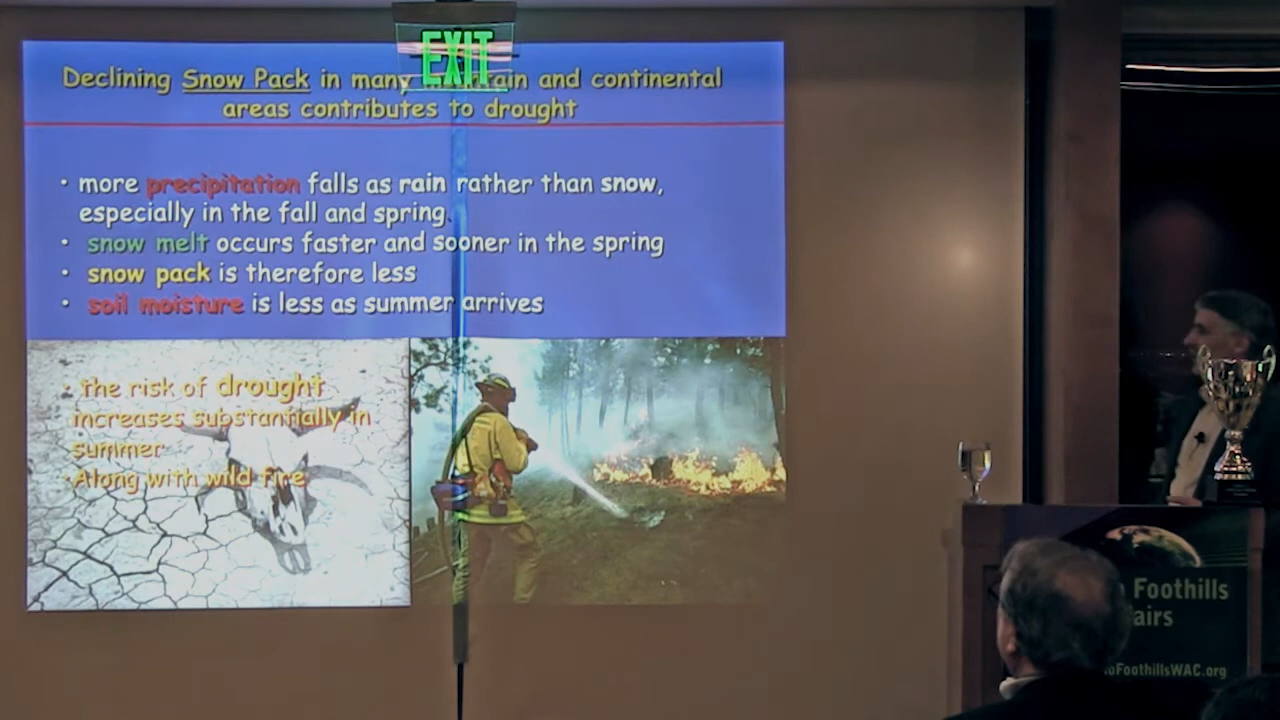 EXIT
Declining Snow Pack in many and continental
areas contributes to drought
• more precipitation falls as rain rather than snow,
especially in the fall and spring.
• snow melt occurs faster and sooner in the spring
• snow pack is therefore less
• soil moisture is less as summer arrives
• the risk of drought
increases substantially in
summer
• Along with wild fire
Foothills
airs
oFoothillsWAC.org